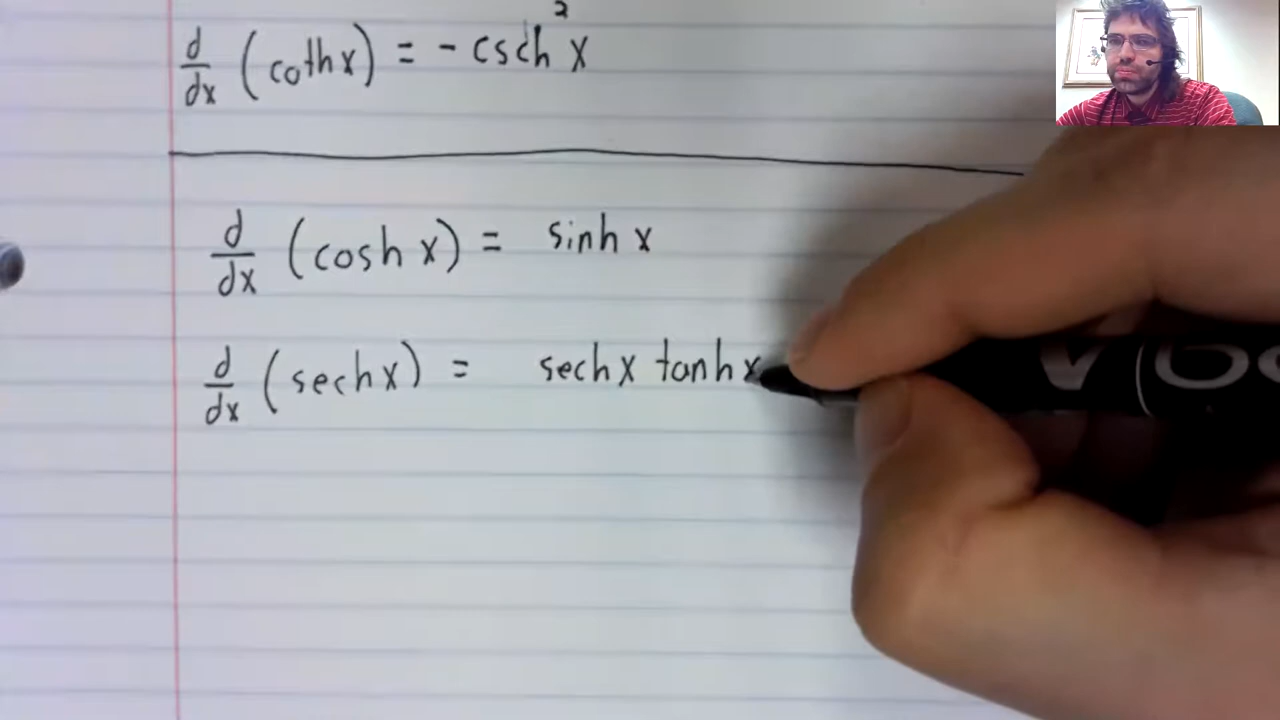 d/dx (coth x) = - csch² x
d/dx (cosh x) = sinh x
d/dx (sech x) = sech x tanh x